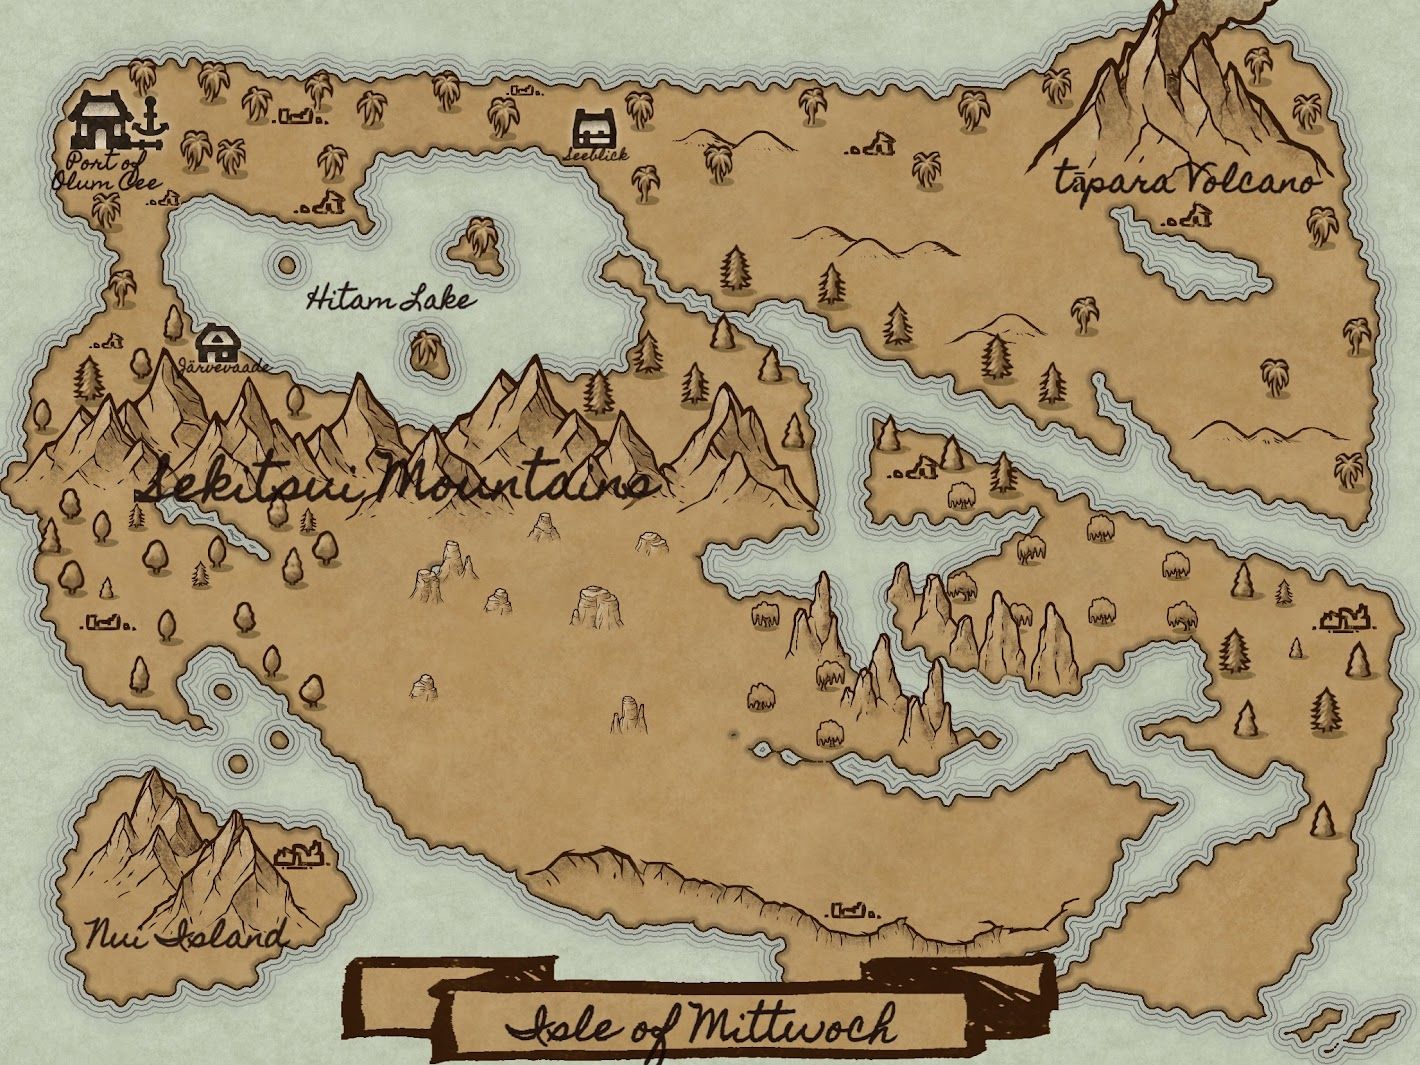 Port of
Olum Cee
Seeblick
tāpara Volcano
Hitam Lake
Järvevaade
Sekitsui Mountains
Nui Island
Isle of Mittwoch